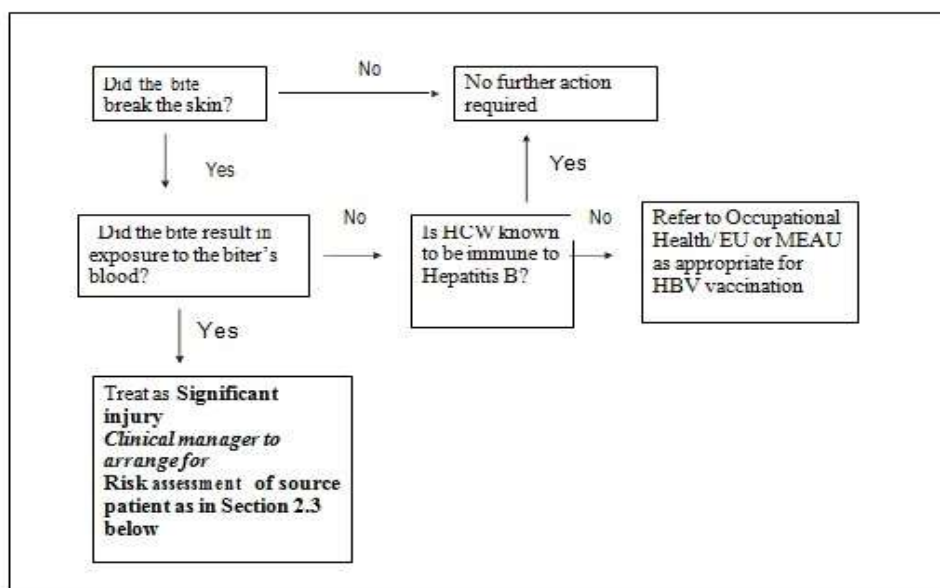 Did the bite
break the skin?
No
No further action
required
Yes
Yes
Did the bite result in
exposure to the biter's
blood?
No
Is HCW known
to be immune to
Hepatitis B?
No
Refer to Occupational
Health/ EU or MEAU
as appropriate for
HBV vaccination
Yes
Treat as Significant
injury
Clinical manager to
arrange for
Risk assessment of source
patient as in Section 2.3
below